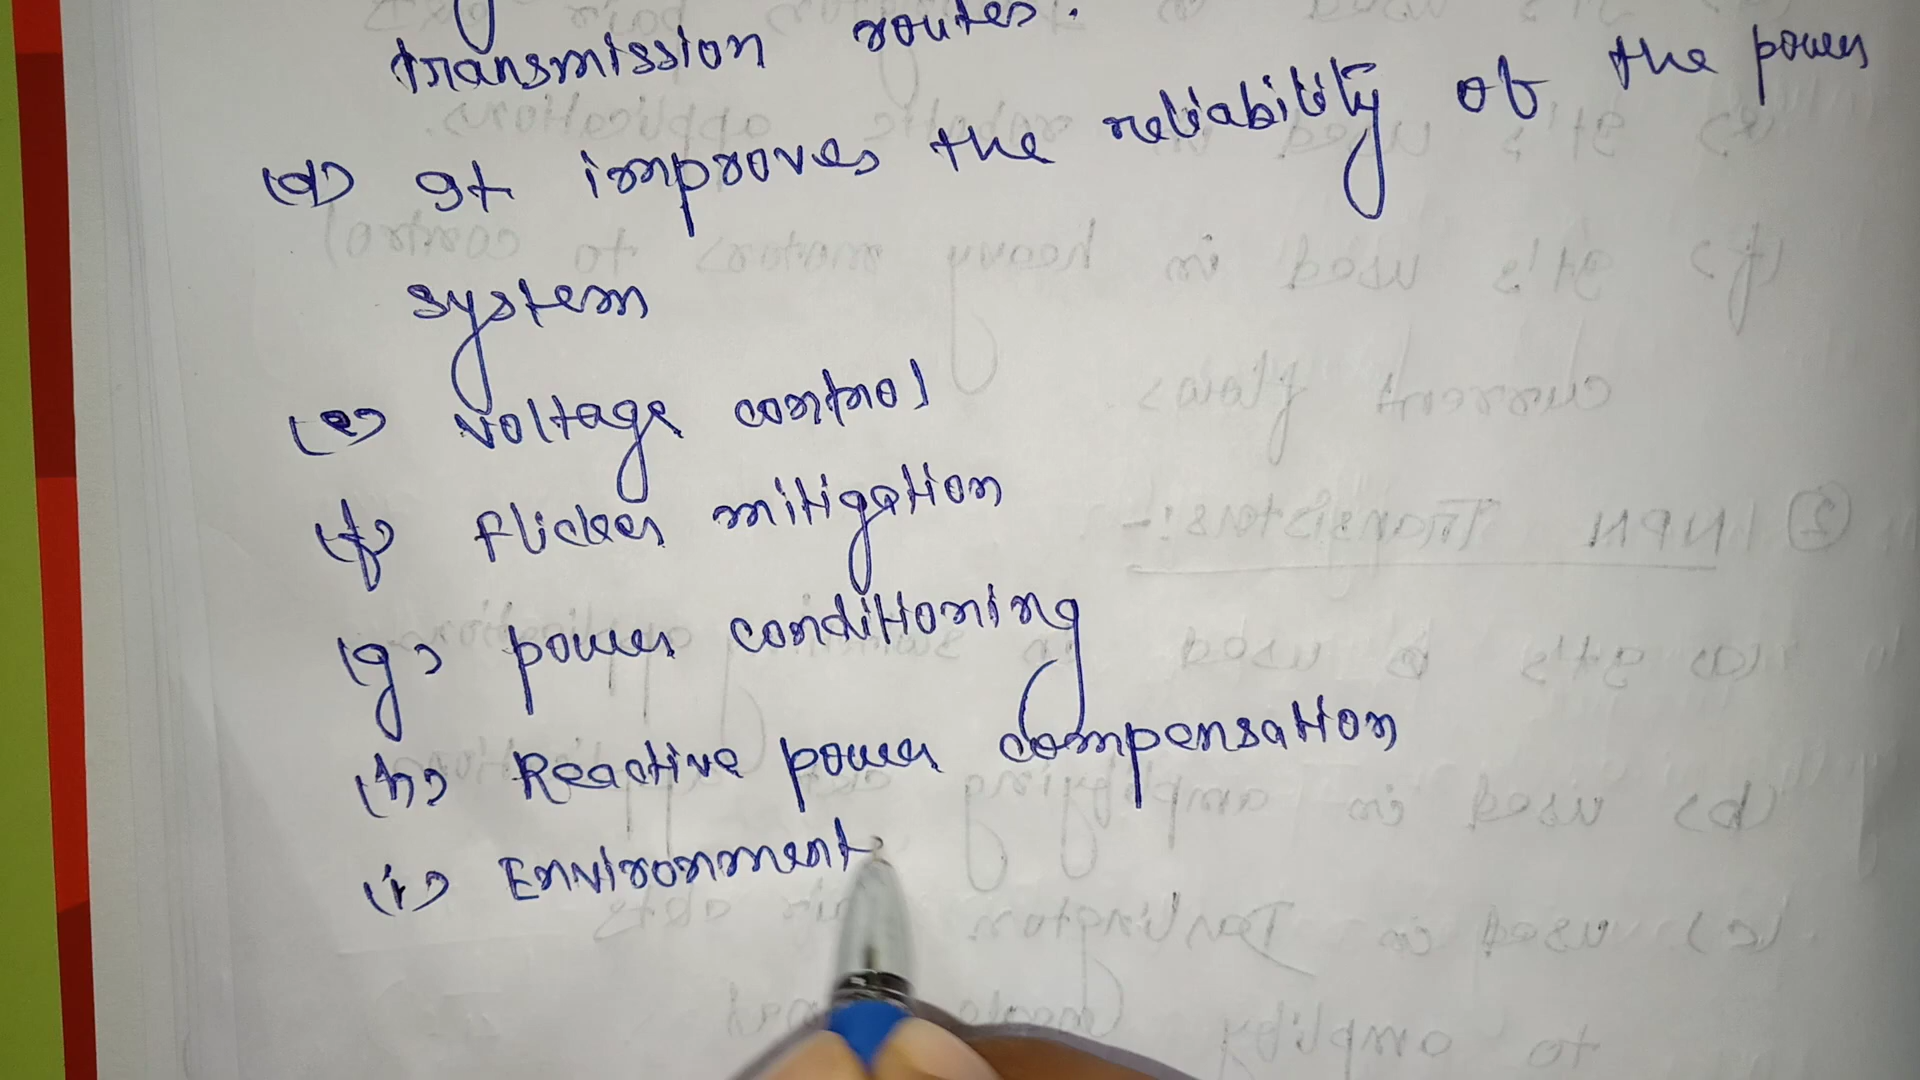 transmission routes.
(d) It improves the reliability of the power
system
(e) voltage control
(f) flicker mitigation
(g) power conditioning
(h) Reactive power compensation
(i) Environment